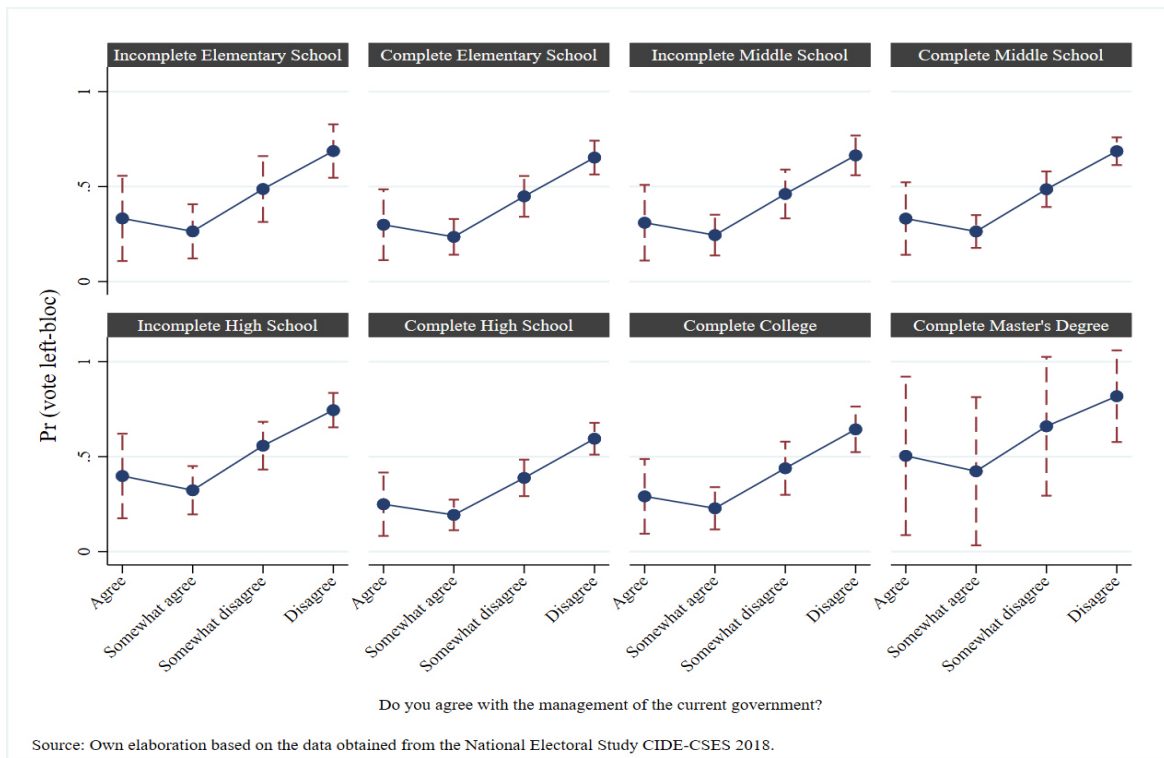 Incomplete Elementary School
Complete Elementary School
Incomplete Middle School
Complete Middle School
1
.5
0
Incomplete High School
Complete High School
Complete College
Complete Master's Degree
1
.5
0
Pr (vote left-bloc)
Agree
Somewhat agree
Somewhat disagree
Disagree
Agree
Somewhat agree
Somewhat disagree
Disagree
Agree
Somewhat agree
Somewhat disagree
Disagree
Agree
Somewhat agree
Somewhat disagree
Disagree
Do you agree with the management of the current government?
Source: Own elaboration based on the data obtained from the National Electoral Study CIDE-CSES 2018.